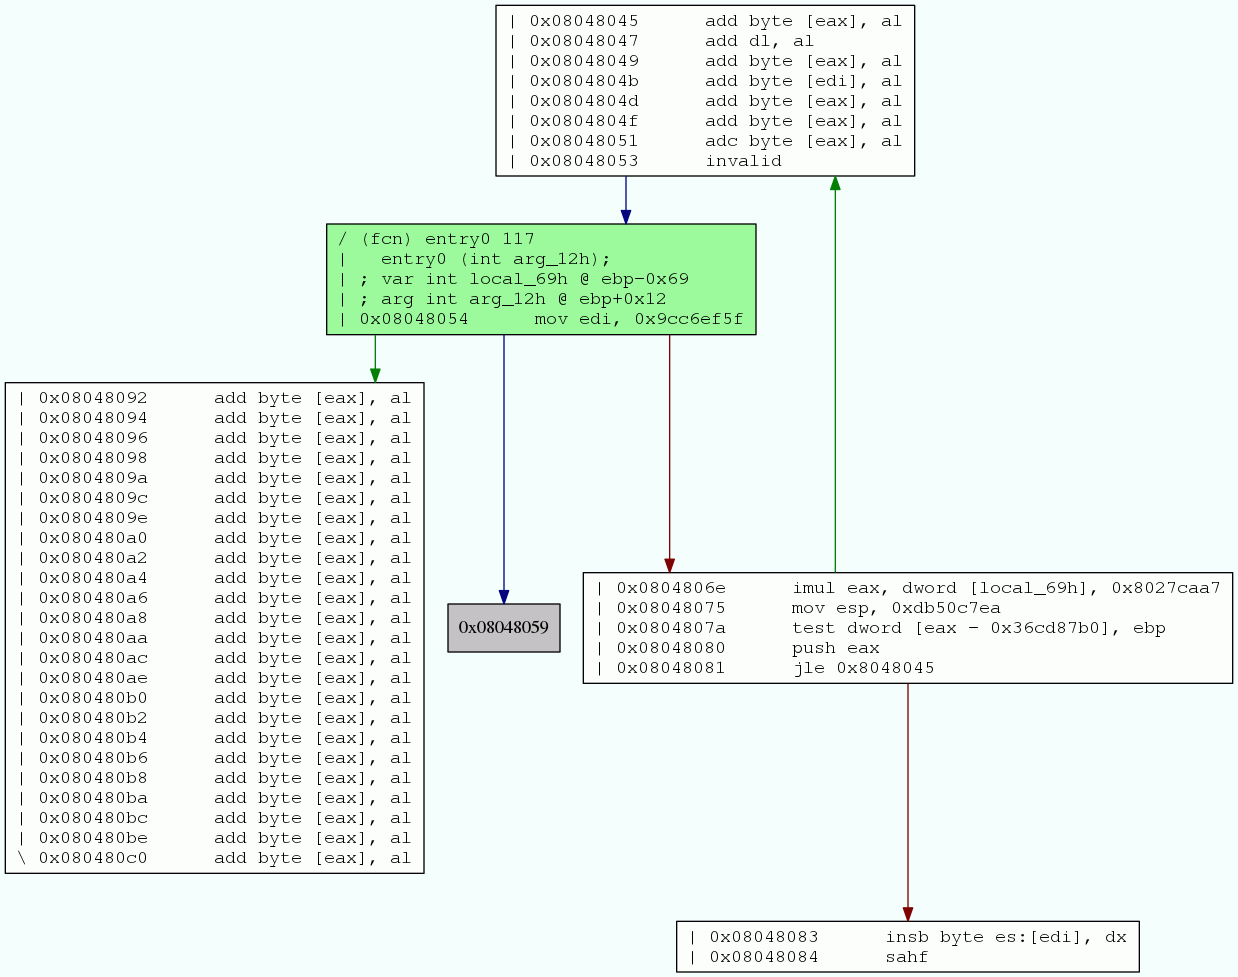 | 0x08048045      add byte [eax], al
| 0x08048047      add dl, al
| 0x08048049      add byte [eax], al
| 0x0804804b      add byte [edi], al
| 0x0804804d      add byte [eax], al
| 0x0804804f      add byte [eax], al
| 0x08048051      adc byte [eax], al
| 0x08048053      invalid
/ (fcn) entry0 117
|   entry0 (int arg_12h);
| ; var int local_69h @ ebp-0x69
| ; arg int arg_12h @ ebp+0x12
| 0x08048054      mov edi, 0x9cc6ef5f
| 0x08048092      add byte [eax], al
| 0x08048094      add byte [eax], al
| 0x08048096      add byte [eax], al
| 0x08048098      add byte [eax], al
| 0x0804809a      add byte [eax], al
| 0x0804809c      add byte [eax], al
| 0x0804809e      add byte [eax], al
| 0x080480a0      add byte [eax], al
| 0x080480a2      add byte [eax], al
| 0x080480a4      add byte [eax], al
| 0x080480a6      add byte [eax], al
| 0x080480a8      add byte [eax], al
| 0x080480aa      add byte [eax], al
| 0x080480ac      add byte [eax], al
| 0x080480ae      add byte [eax], al
| 0x080480b0      add byte [eax], al
| 0x080480b2      add byte [eax], al
| 0x080480b4      add byte [eax], al
| 0x080480b6      add byte [eax], al
| 0x080480b8      add byte [eax], al
| 0x080480ba      add byte [eax], al
| 0x080480bc      add byte [eax], al
| 0x080480be      add byte [eax], al
\ 0x080480c0      add byte [eax], al
0x08048059
| 0x0804806e      imul eax, dword [local_69h], 0x8027caa7
| 0x08048075      mov esp, 0xdb50c7ea
| 0x0804807a      test dword [eax - 0x36cd87b0], ebp
| 0x08048080      push eax
| 0x08048081      jle 0x8048045
| 0x08048083      insb byte es:[edi], dx
| 0x08048084      sahf